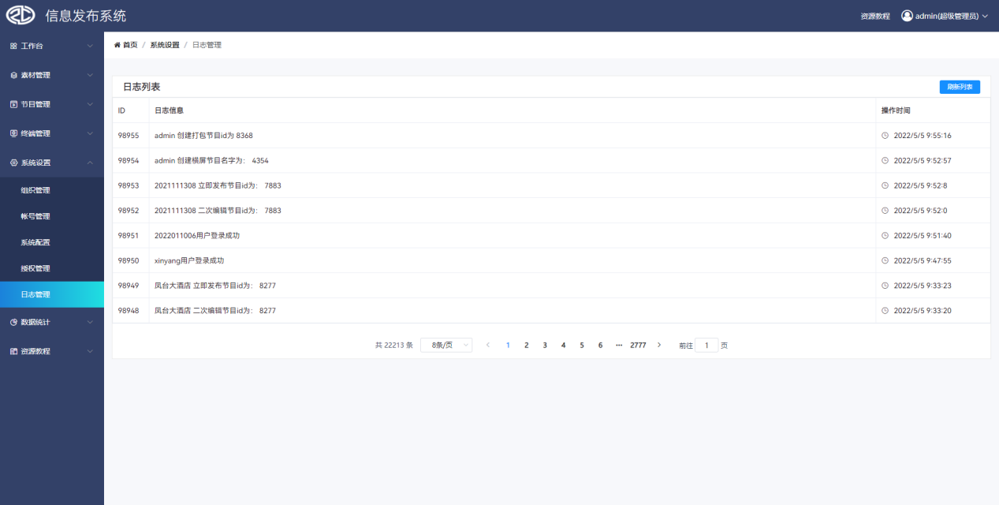 信息发布系统
资源教程 admin(超级管理员)
工作台
素材管理
节目管理
终端管理
系统设置
组织管理
帐号管理
系统配置
授权管理
日志管理
数据统计
资源教程
首页 / 系统设置 / 日志管理
日志列表 刷新列表
ID 日志信息 操作时间
98955 admin 创建打包节目id为 8368 2022/5/5 9:55:16
98954 admin 创建横屏节目名字为： 4354 2022/5/5 9:52:57
98953 2021111308 立即发布节目id为： 7883 2022/5/5 9:52:8
98952 2021111308 二次编辑节目id为： 7883 2022/5/5 9:52:0
98951 2022011006用户登录成功 2022/5/5 9:51:40
98950 xinyang用户登录成功 2022/5/5 9:47:55
98949 凤台大酒店 立即发布节目id为： 8277 2022/5/5 9:33:23
98948 凤台大酒店 二次编辑节目id为： 8277 2022/5/5 9:33:20
共 22213 条 8条/页 1 2 3 4 5 6 ••• 2777 前往 1 页